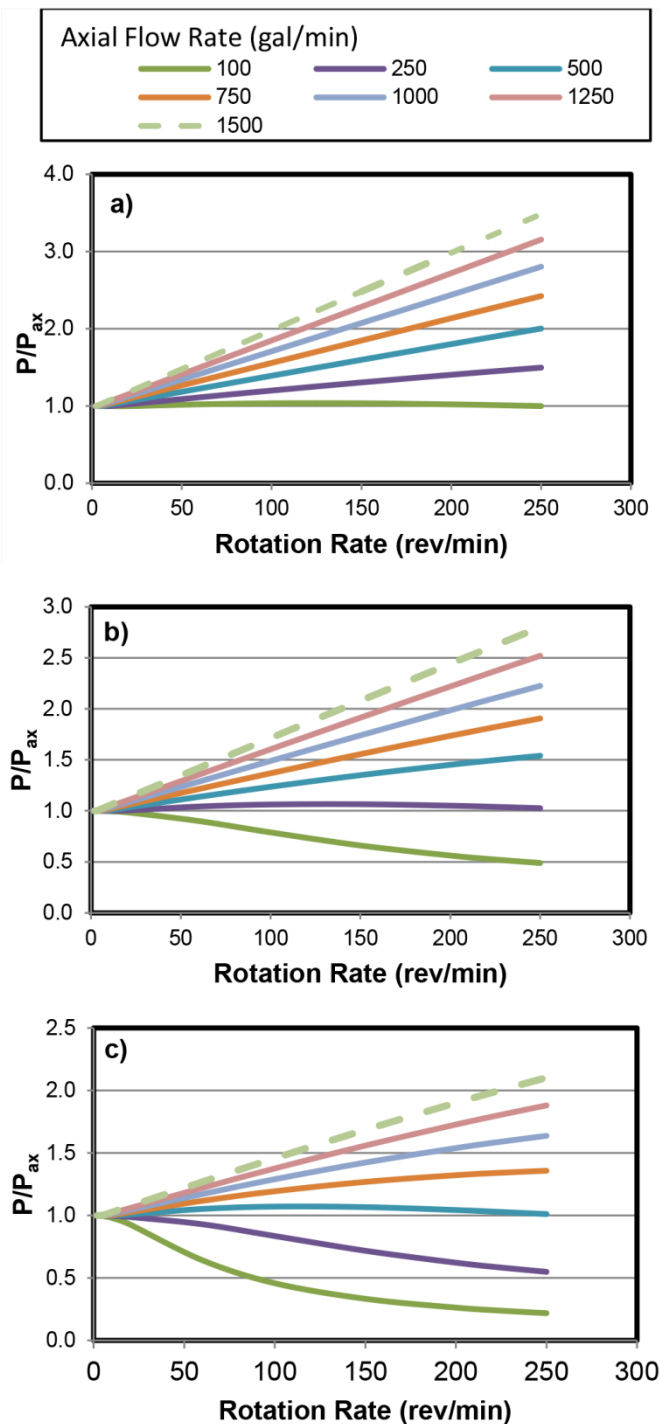 Axial Flow Rate (gal/min)
100 250 500
750 1000 1250
1500
4.0
a)
3.0
P/Pax
2.0
1.0
0.0
0 50 100 150 200 250 300
Rotation Rate (rev/min)
3.0
b)
2.5
2.0
P/Pax
1.5
1.0
0.5
0.0
0 50 100 150 200 250 300
Rotation Rate (rev/min)
2.5
c)
2.0
1.5
P/Pax
1.0
0.5
0.0
0 50 100 150 200 250 300
Rotation Rate (rev/min)